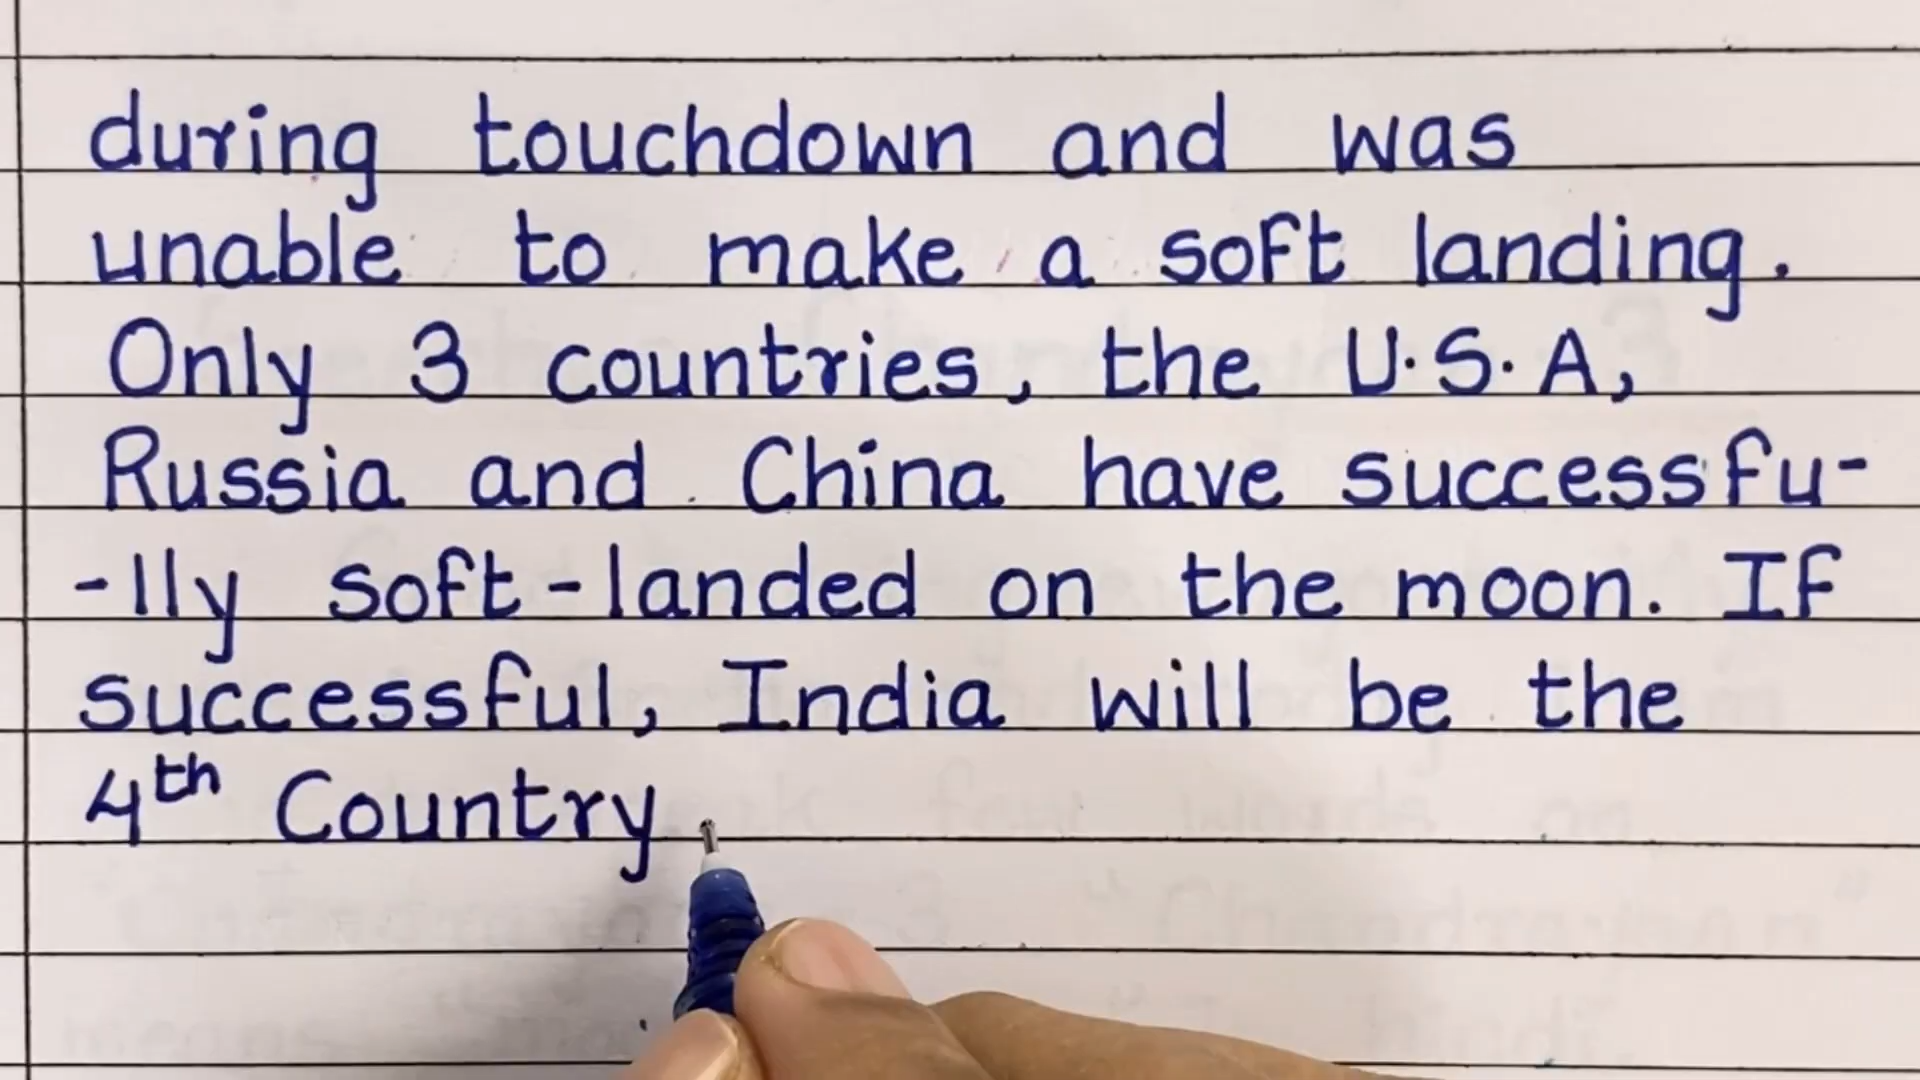 during touchdown and was
unable to make a soft landing.
Only 3 countries, the U.S.A,
Russia and China have successfu-
-lly soft-landed on the moon. If
successful, India will be the
4th Country